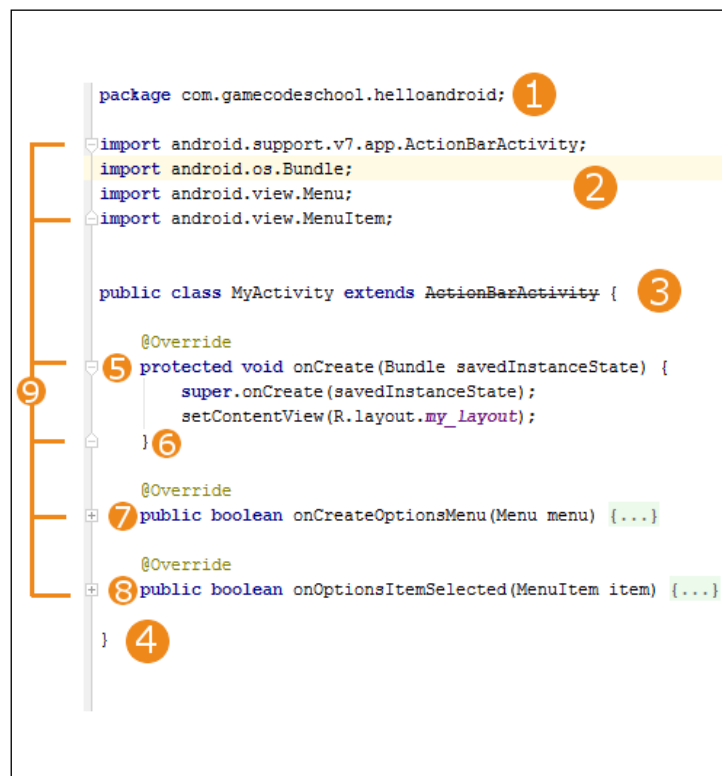 package com.gamecodeschool.helloandroid; 1
import android.support.v7.app.ActionBarActivity;
import android.os.Bundle;
2
import android.view.Menu;
import android.view.MenuItem;
public class MyActivity extends ActionBarActivity { 3
@Override
9 5 protected void onCreate(Bundle savedInstanceState) {
super.onCreate(savedInstanceState);
setContentView(R.layout.my_layout);
} 6
@Override
7 public boolean onCreateOptionsMenu(Menu menu) {...}
@Override
8 public boolean onOptionsItemSelected(MenuItem item) {...}
} 4